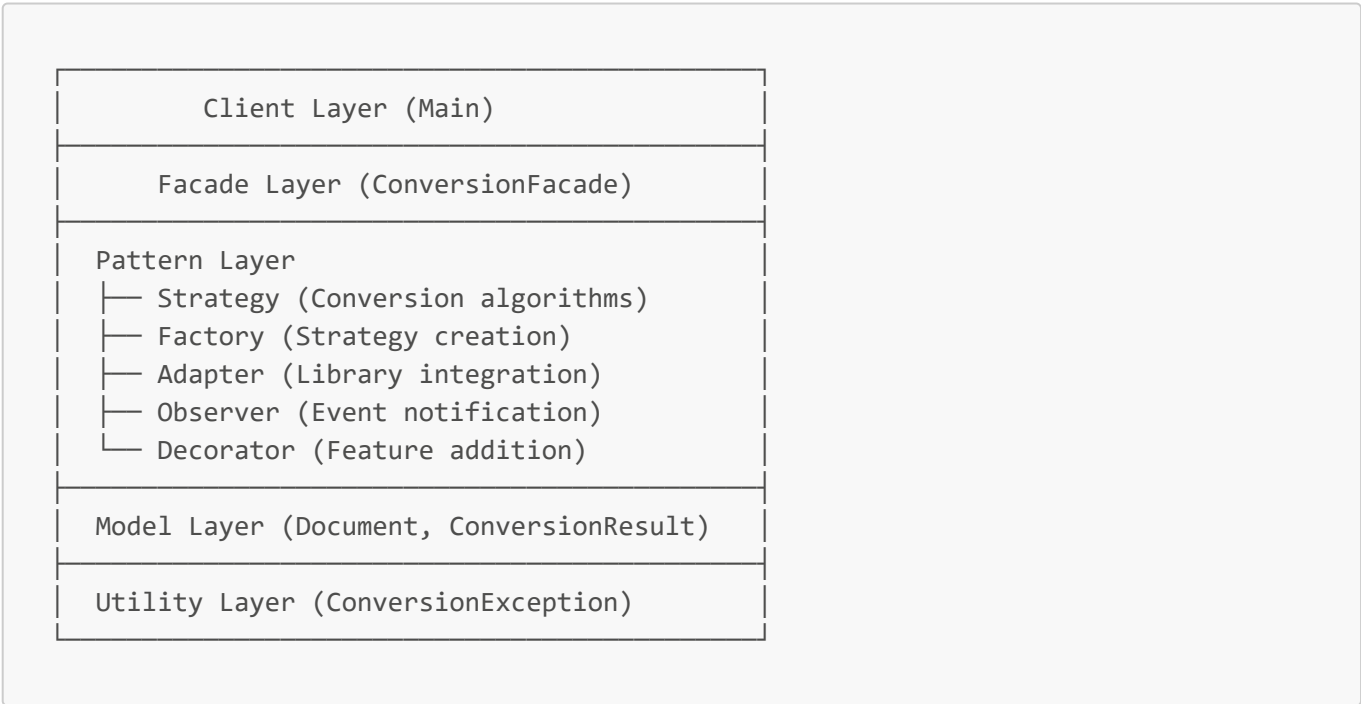 Client Layer (Main)
Facade Layer (ConversionFacade)
Pattern Layer
├── Strategy (Conversion algorithms)
├── Factory (Strategy creation)
├── Adapter (Library integration)
├── Observer (Event notification)
└── Decorator (Feature addition)
Model Layer (Document, ConversionResult)
Utility Layer (ConversionException)